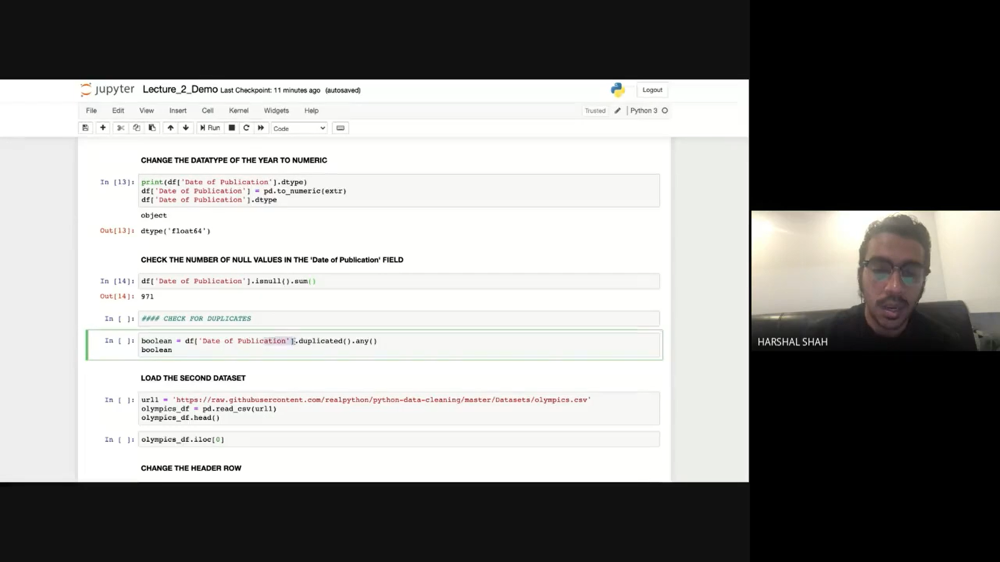 jupyter Lecture_2_Demo Last Checkpoint: 11 minutes ago (autosaved)
Logout
File Edit View Insert Cell Kernel Widgets Help
Trusted Python 3
Run Code
CHANGE THE DATATYPE OF THE YEAR TO NUMERIC
In [13]: print(df['Date of Publication'].dtype)
df['Date of Publication'] = pd.to_numeric(extr)
df['Date of Publication'].dtype
object
Out[13]: dtype('float64')
CHECK THE NUMBER OF NULL VALUES IN THE 'Date of Publication' FIELD
In [14]: df['Date of Publication'].isnull().sum()
Out[14]: 971
In [ ]: #### CHECK FOR DUPLICATES
In [ ]: boolean = df['Date of Publication'].duplicated().any()
boolean
LOAD THE SECOND DATASET
In [ ]: url1 = 'https://raw.githubusercontent.com/realpython/python-data-cleaning/master/Datasets/olympics.csv'
olympics_df = pd.read_csv(url1)
olympics_df.head()
In [ ]: olympics_df.iloc[0]
CHANGE THE HEADER ROW
HARSHAL SHAH